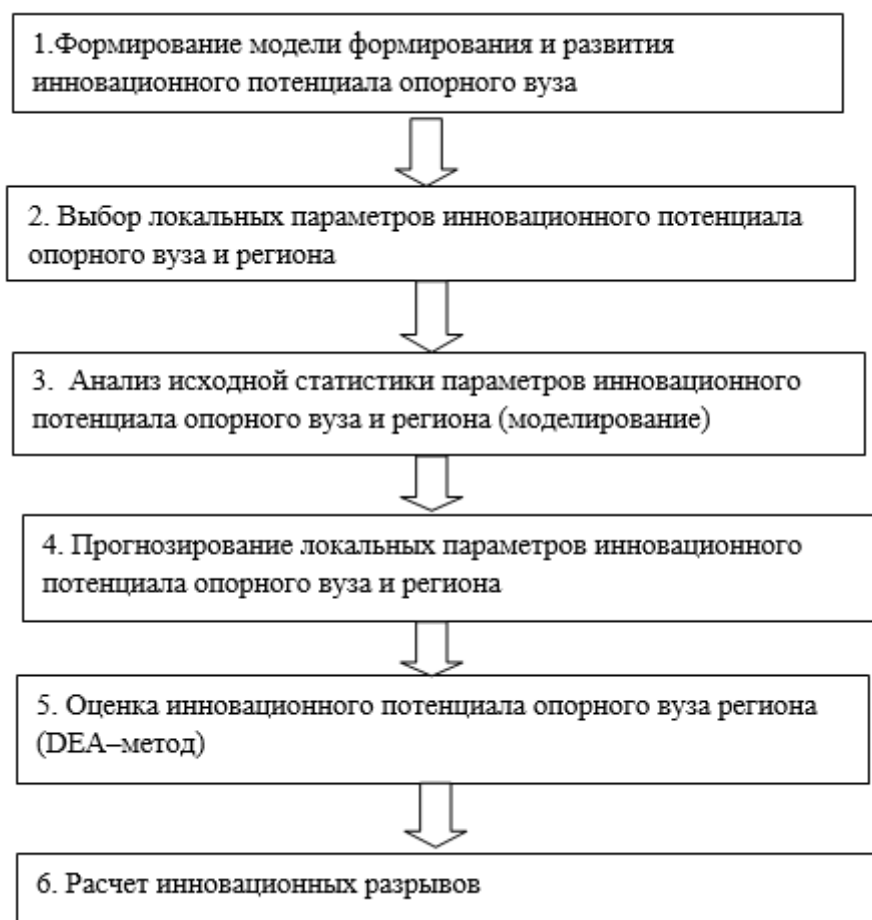 1.Формирование модели формирования и развития
инновационного потенциала опорного вуза
2. Выбор локальных параметров инновационного потенциала
опорного вуза и региона
3. Анализ исходной статистики параметров инновационного
потенциала опорного вуза и региона (моделирование)
4. Прогнозирование локальных параметров инновационного
потенциала опорного вуза и региона
5. Оценка инновационного потенциала опорного вуза региона
(DEA–метод)
6. Расчет инновационных разрывов